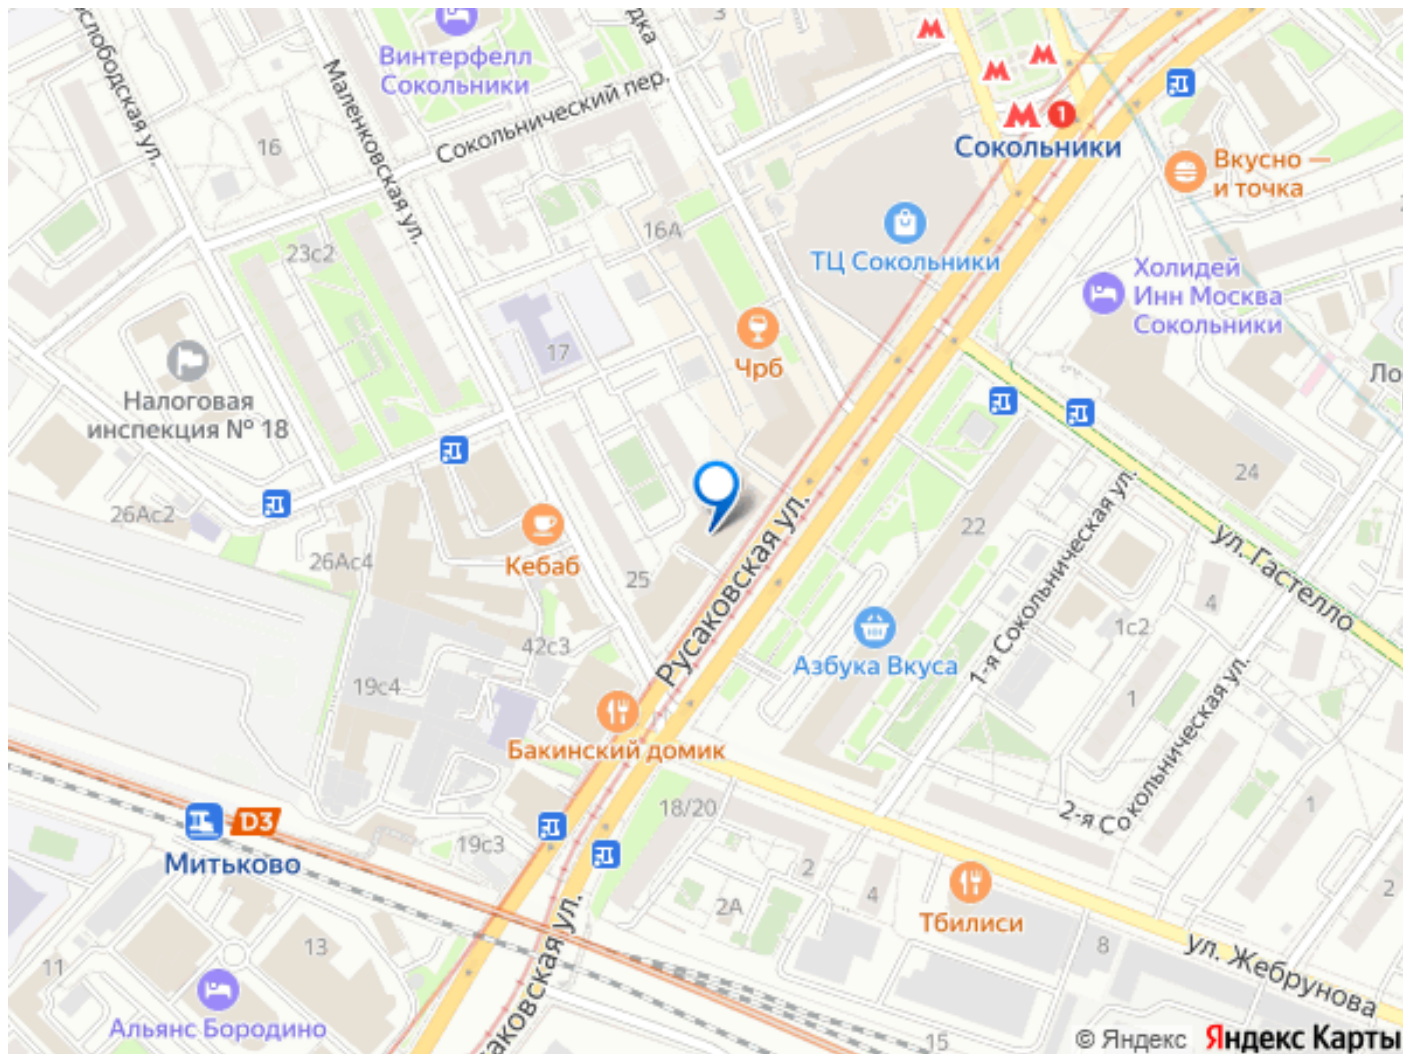 3
Винтерфелл
Сокольники
Маленковская ул.
Сокольнический пер.
16
Сокольники
1
Вкусно —
и точка
16А
23с2
ТЦ Сокольники
Холидей
Инн Москва
Сокольники
17
Чрб
Налоговая
инспекция № 18
24
26Ас2
22
Русаковская ул.
ул. Гастелло
1-я Сокольническая ул.
26Ас4
Кебаб
25
4
1с2
42с3
Азбука Вкуса
19с4
1
2-я Сокольническая ул.
Бакинский домик
18/20
1
D3
Митьково
19с3
2
4
2
2А
Тбилиси
13
8
ул. Жебрунова
11
Альянс Бородино
15
© Яндекс
Яндекс Карты